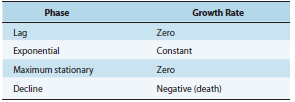 Phase Growth Rate
Lag Zero
Exponential Constant
Maximum stationary Zero
Decline Negative (death)